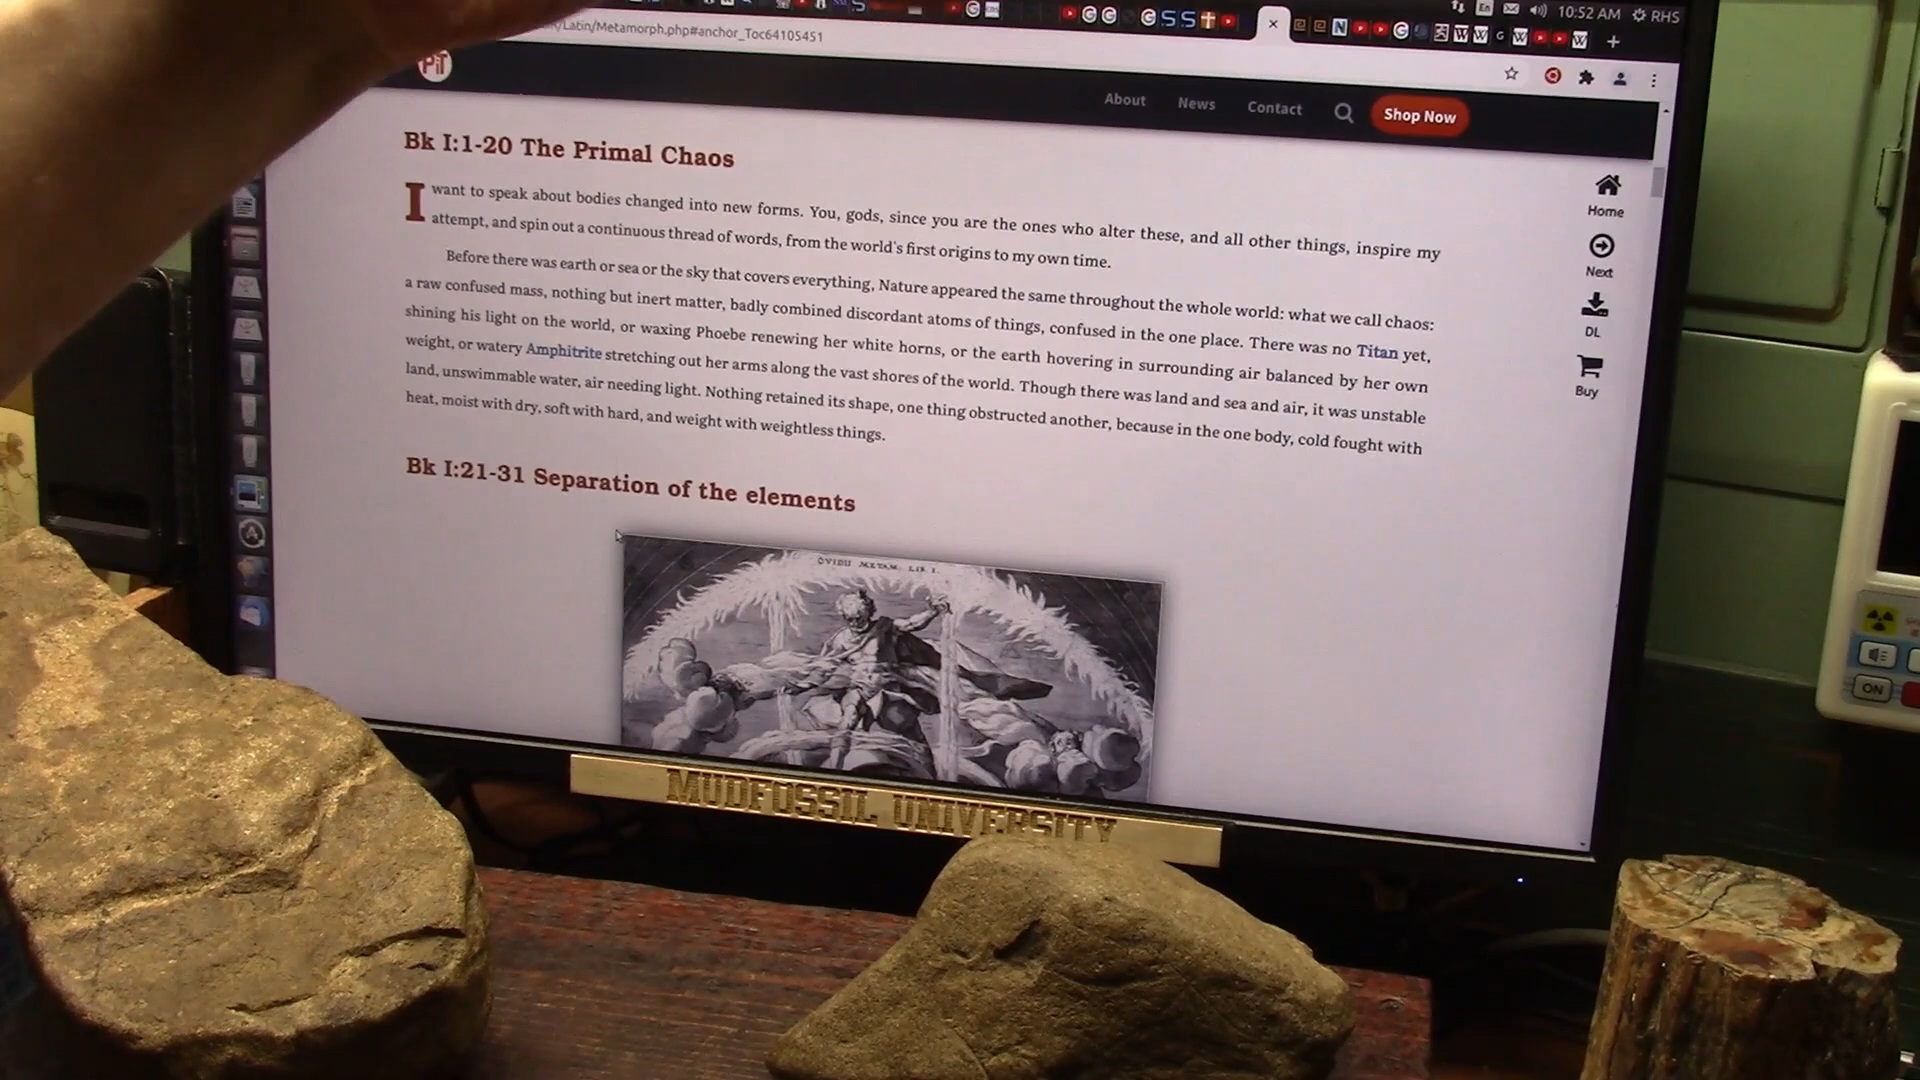 En
10:52 AM
RHS
/Latin/Metamorph.php#anchor_Toc64105451
PiT
About
News
Contact
Shop Now
Bk I:1-20 The Primal Chaos
I want to speak about bodies changed into new forms. You, gods, since you are the ones who alter these, and all other things, inspire my
attempt, and spin out a continuous thread of words, from the world's first origins to my own time.
Before there was earth or sea or the sky that covers everything, Nature appeared the same throughout the whole world: what we call chaos:
a raw confused mass, nothing but inert matter, badly combined discordant atoms of things, confused in the one place. There was no Titan yet,
shining his light on the world, or waxing Phoebe renewing her white horns, or the earth hovering in surrounding air balanced by her own
weight, or watery Amphitrite stretching out her arms along the vast shores of the world. Though there was land and sea and air, it was unstable
land, unswimmable water, air needing light. Nothing retained its shape, one thing obstructed another, because in the one body, cold fought with
heat, moist with dry, soft with hard, and weight with weightless things.
Bk I:21-31 Separation of the elements
OVIDII METAM. LIB. I.
Home
Next
DL
Buy
MUDFOSSIL UNIVERSITY
ON